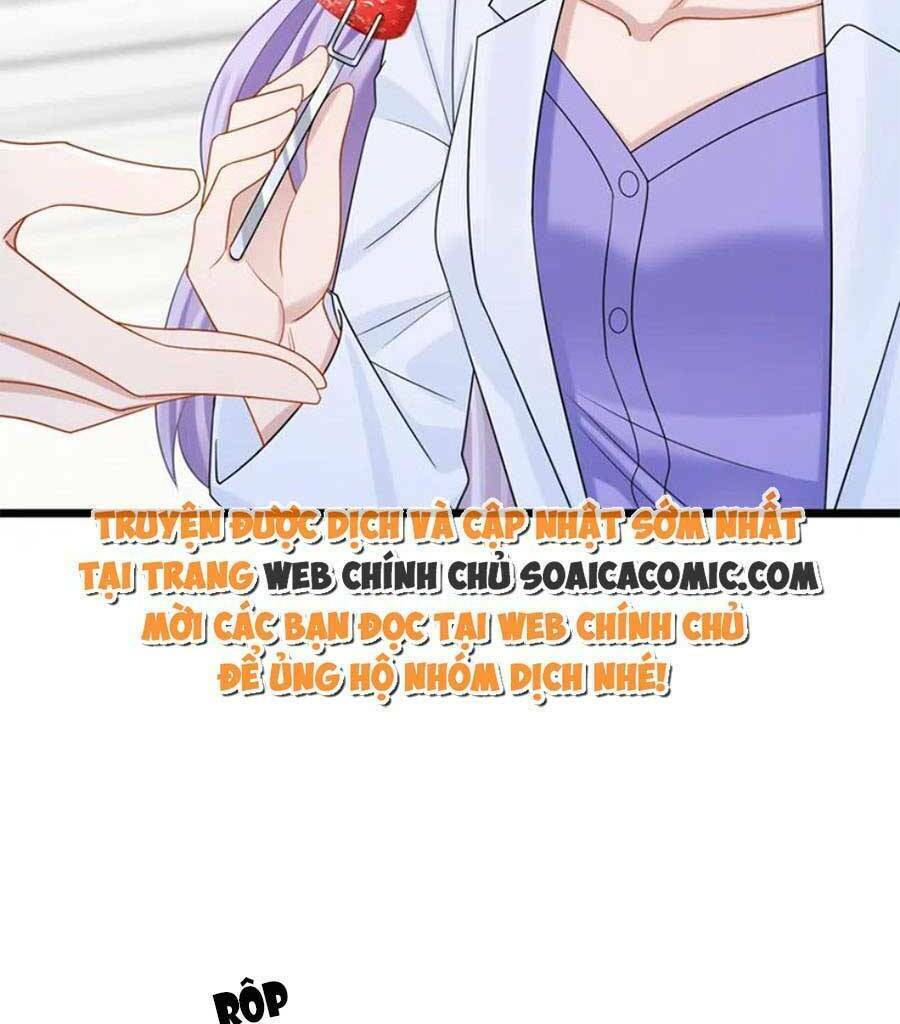 TRUYỆN ĐƯỢC DỊCH VÀ CẬP NHẬT SỚM NHẤT
TẠI TRANG WEB CHÍNH CHỦ SOAICACOMIC.COM
MỜI CÁC BẠN ĐỌC TẠI WEB CHÍNH CHỦ
ĐỂ ỦNG HỘ NHÓM DỊCH NHÉ!
RỘP